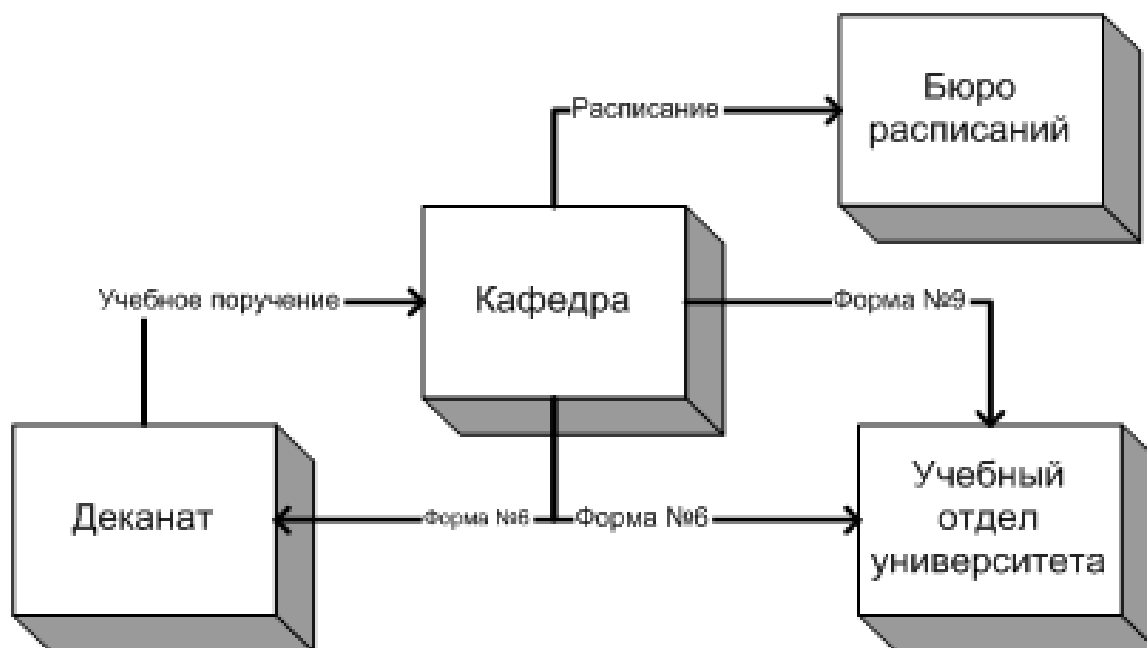 Бюро
расписаний
Расписание
Кафедра
Учебное поручение
Форма №9
Деканат
Форма №6
Форма №6
Учебный
отдел
университета